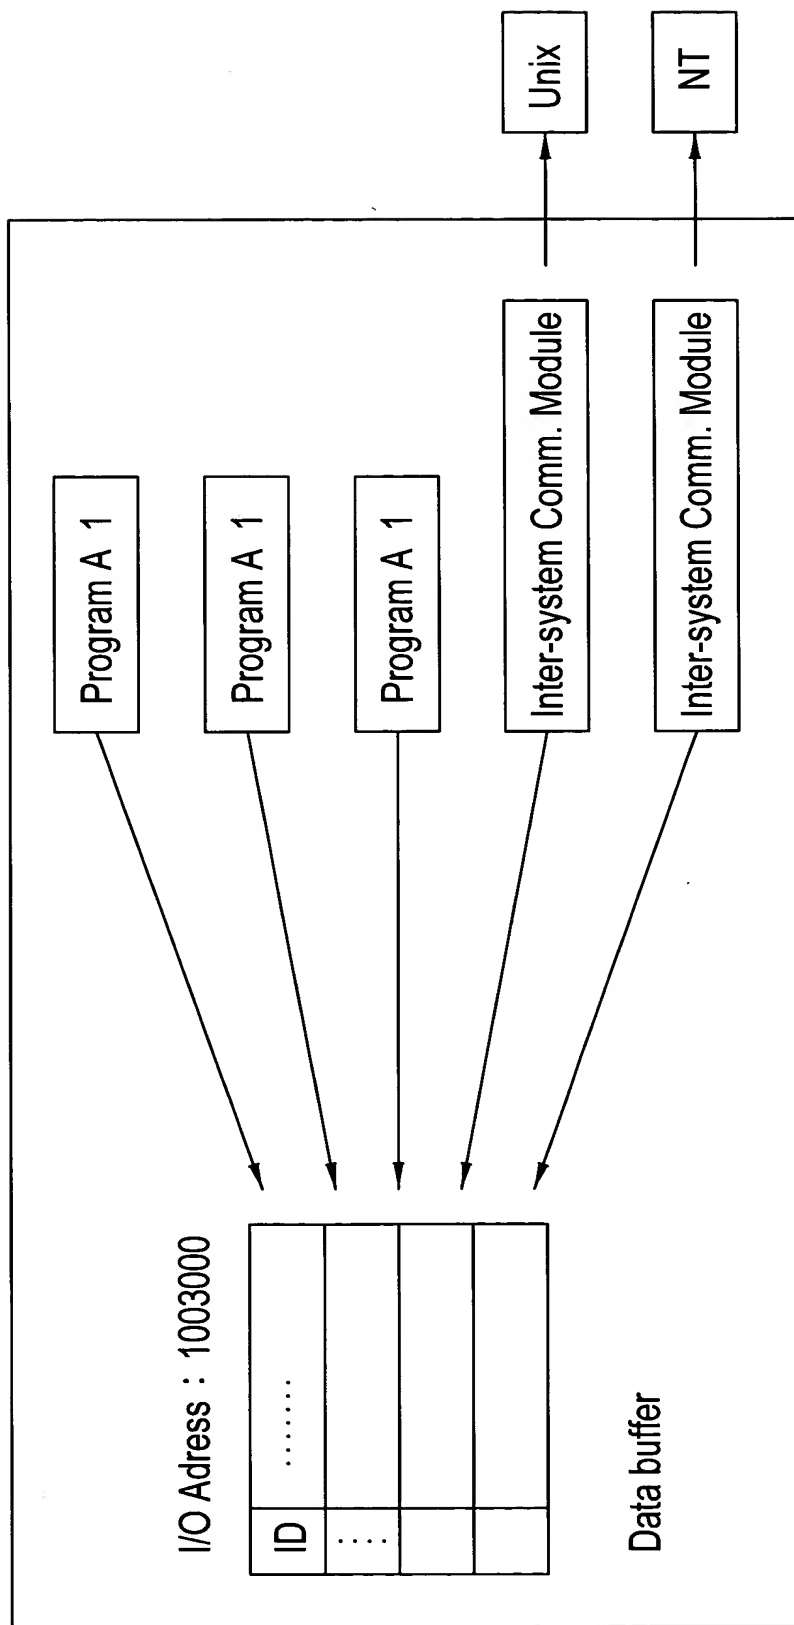 I/O Adress : 1003000
ID ........
....
Data buffer
Program A 1
Program A 1
Program A 1
Inter-system Comm. Module
Inter-system Comm. Module
Unix
NT